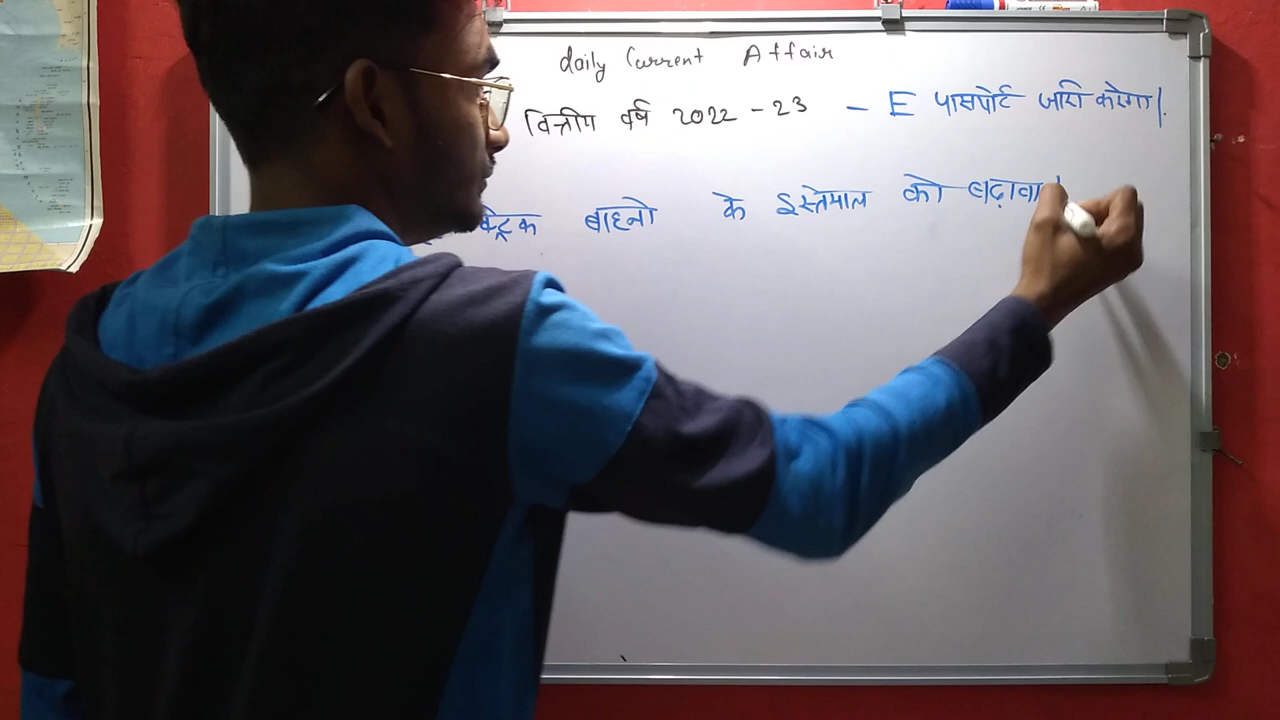 daily Current Affair
वित्तीय वर्ष 2022 - 23 - E पासपोर्ट जारी करेगा।
बाहनो के इस्तेमाल को बढ़ावा